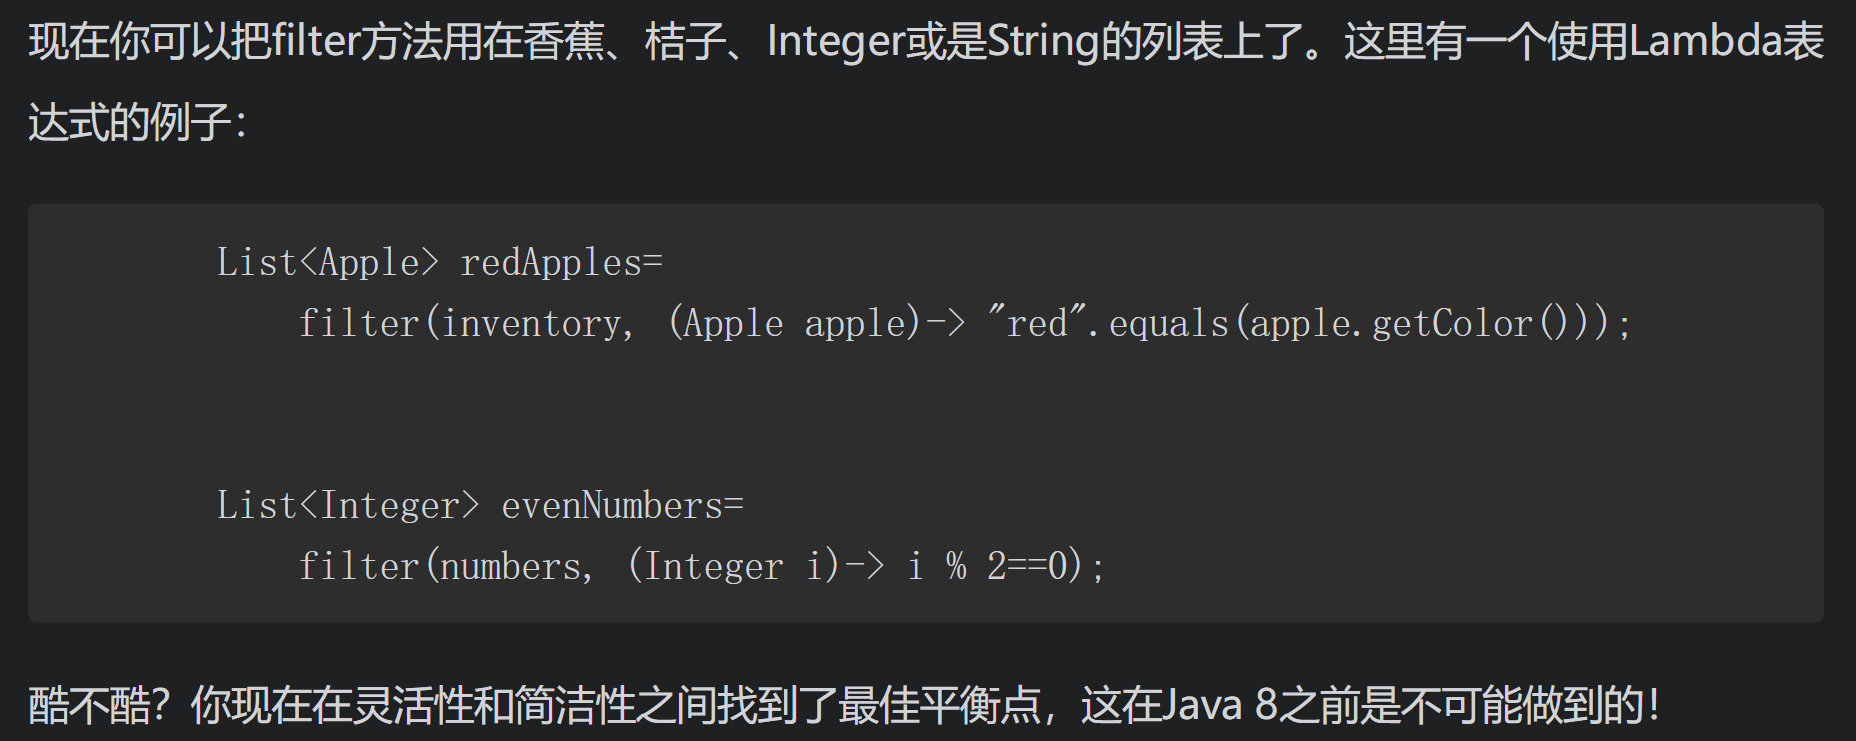 现在你可以把filter方法用在香蕉、桔子、Integer或是String的列表上了。这里有一个使用Lambda表
达式的例子：
List<Apple> redApples=
filter(inventory, (Apple apple)-> "red".equals(apple.getColor()));
List<Integer> evenNumbers=
filter(numbers, (Integer i)-> i % 2==0);
酷不酷？你现在在灵活性和简洁性之间找到了最佳平衡点，这在Java 8之前是不可能做到的！